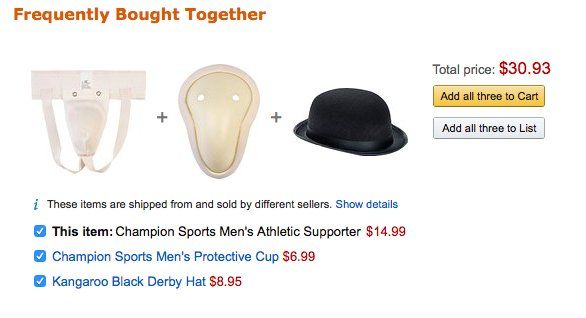 Frequently Bought Together
Total price: $30.93
Add all three to Cart
Add all three to List
+
+
i These items are shipped from and sold by different sellers. Show details
This item: Champion Sports Men's Athletic Supporter $14.99
Champion Sports Men's Protective Cup $6.99
Kangaroo Black Derby Hat $8.95